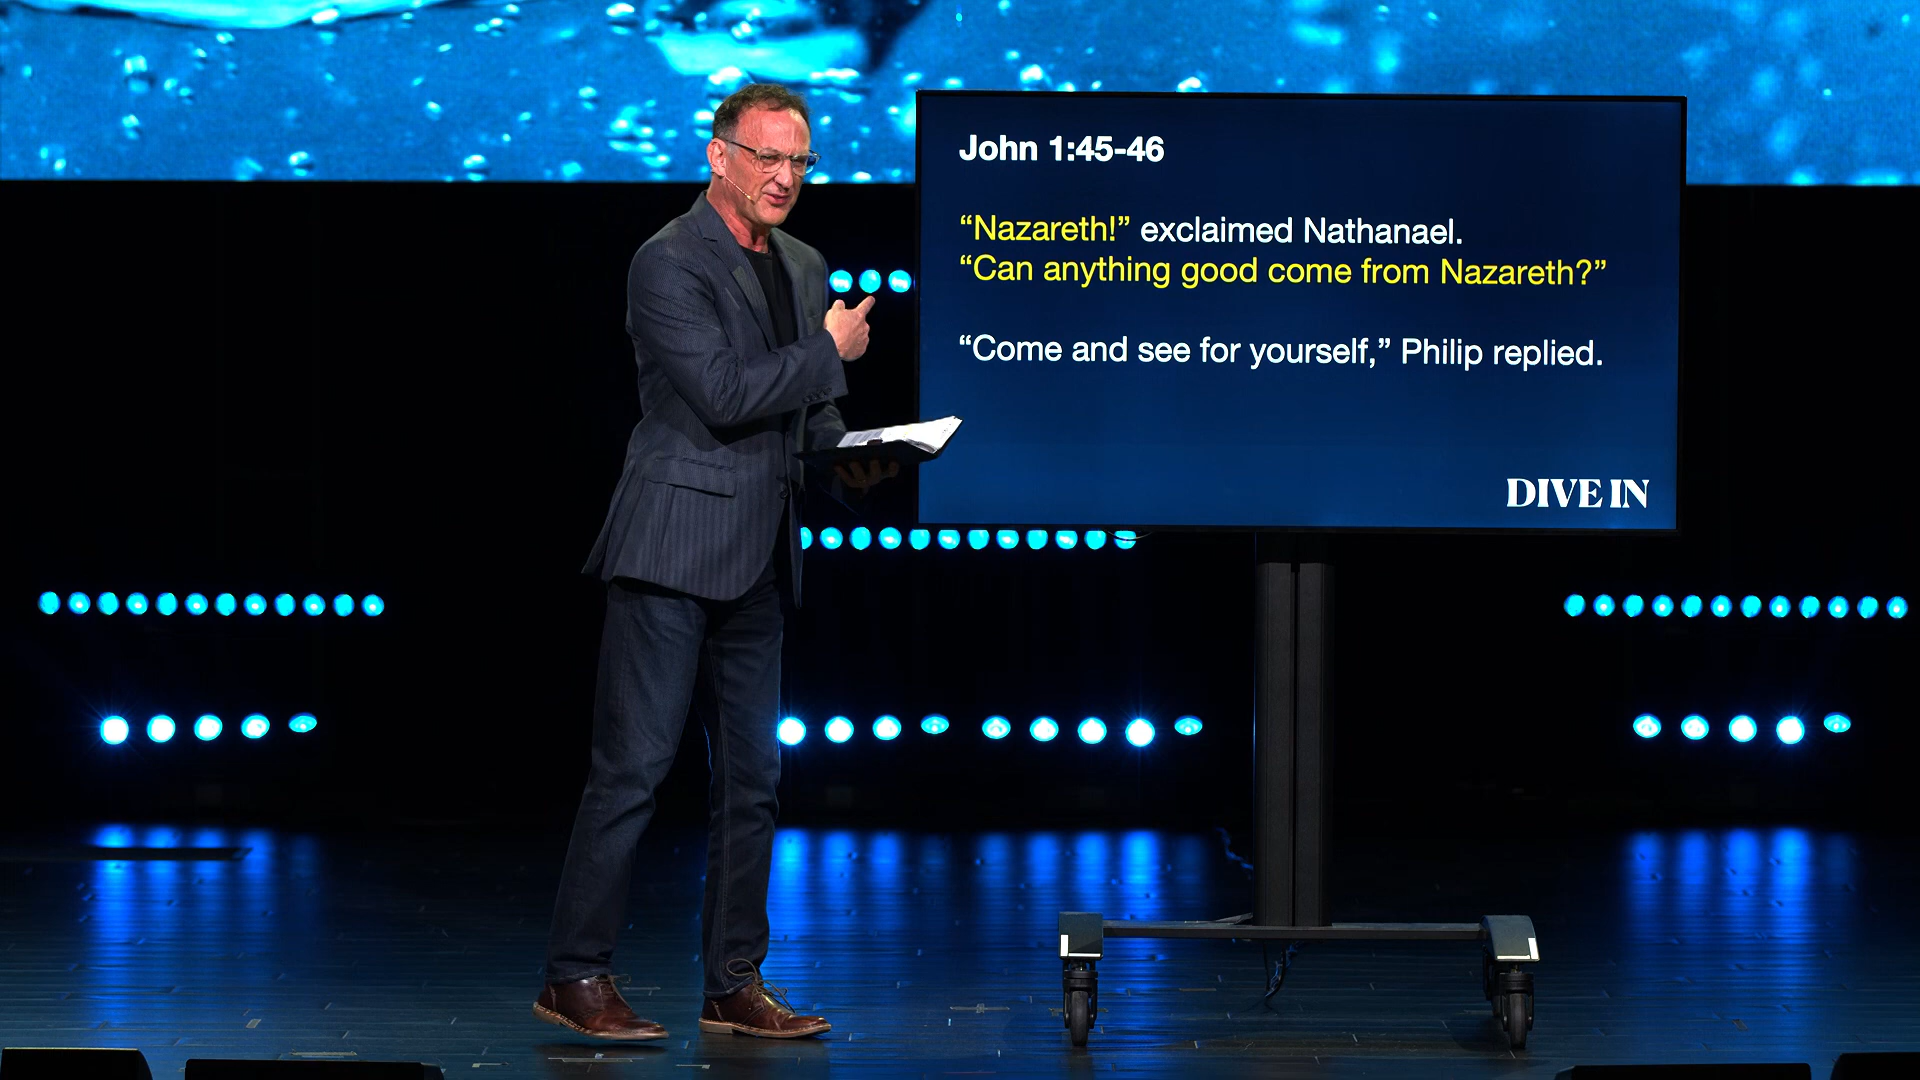 John 1:45-46
“Nazareth!” exclaimed Nathanael.
“Can anything good come from Nazareth?”
“Come and see for yourself,” Philip replied.
DIVE IN